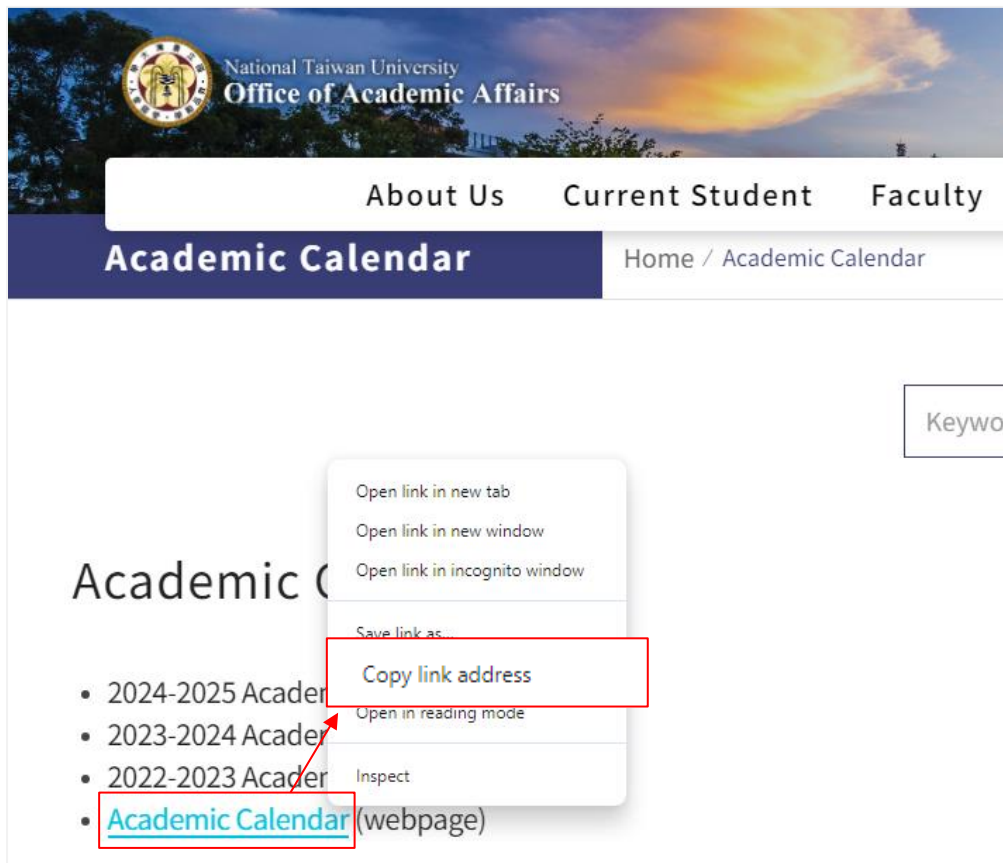 National Taiwan University
Office of Academic Affairs
About Us Current Student Faculty
Academic Calendar
Home / Academic Calendar
Keywo
Open link in new tab
Open link in new window
Open link in incognito window
Academic C
Save link as...
Copy link address
Open in reading mode
Inspect
• 2024-2025 Acader
• 2023-2024 Acader
• 2022-2023 Acader
• Academic Calendar (webpage)